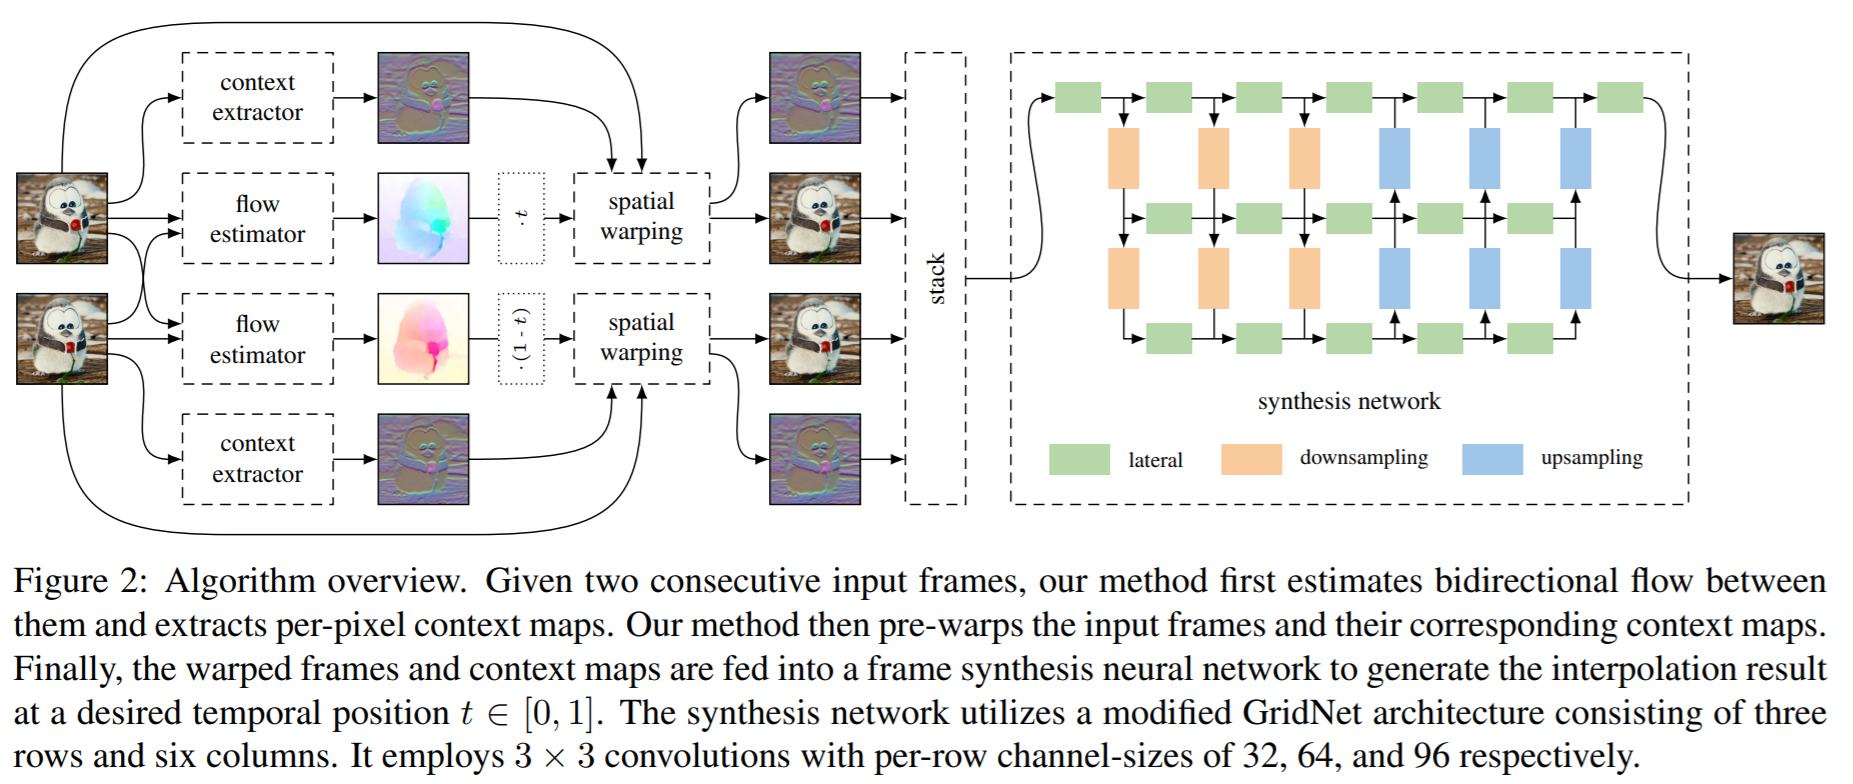 context
extractor
flow
estimator
· t
spatial
warping
flow
estimator
· (1 - t)
spatial
warping
context
extractor
stack
synthesis network
lateral
downsampling
upsampling
Figure 2: Algorithm overview. Given two consecutive input frames, our method first estimates bidirectional flow between
them and extracts per-pixel context maps. Our method then pre-warps the input frames and their corresponding context maps.
Finally, the warped frames and context maps are fed into a frame synthesis neural network to generate the interpolation result
at a desired temporal position t ∈ [0, 1]. The synthesis network utilizes a modified GridNet architecture consisting of three
rows and six columns. It employs 3 × 3 convolutions with per-row channel-sizes of 32, 64, and 96 respectively.